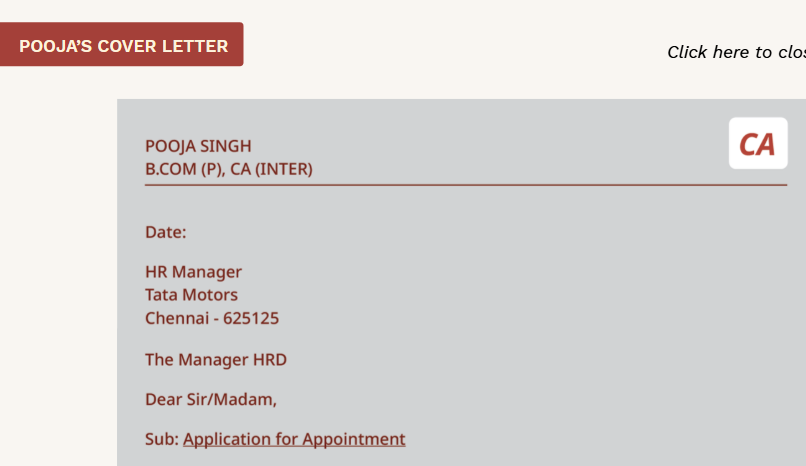 POOJA'S COVER LETTER
Click here to clos
POOJA SINGH
B.COM (P), CA (INTER)
CA
Date:
HR Manager
Tata Motors
Chennai - 625125
The Manager HRD
Dear Sir/Madam,
Sub: Application for Appointment